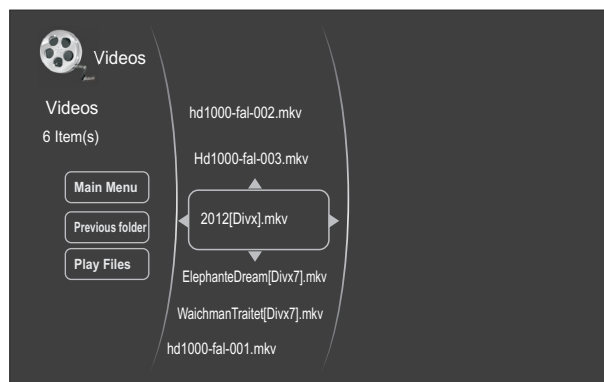 Videos
Videos
6 Item(s)
Main Menu
Previous folder
Play Files
hd1000-fal-002.mkv
Hd1000-fal-003.mkv
2012[Divx].mkv
ElephanteDream[Divx7].mkv
WaichmanTraitet[Divx7].mkv
hd1000-fal-001.mkv